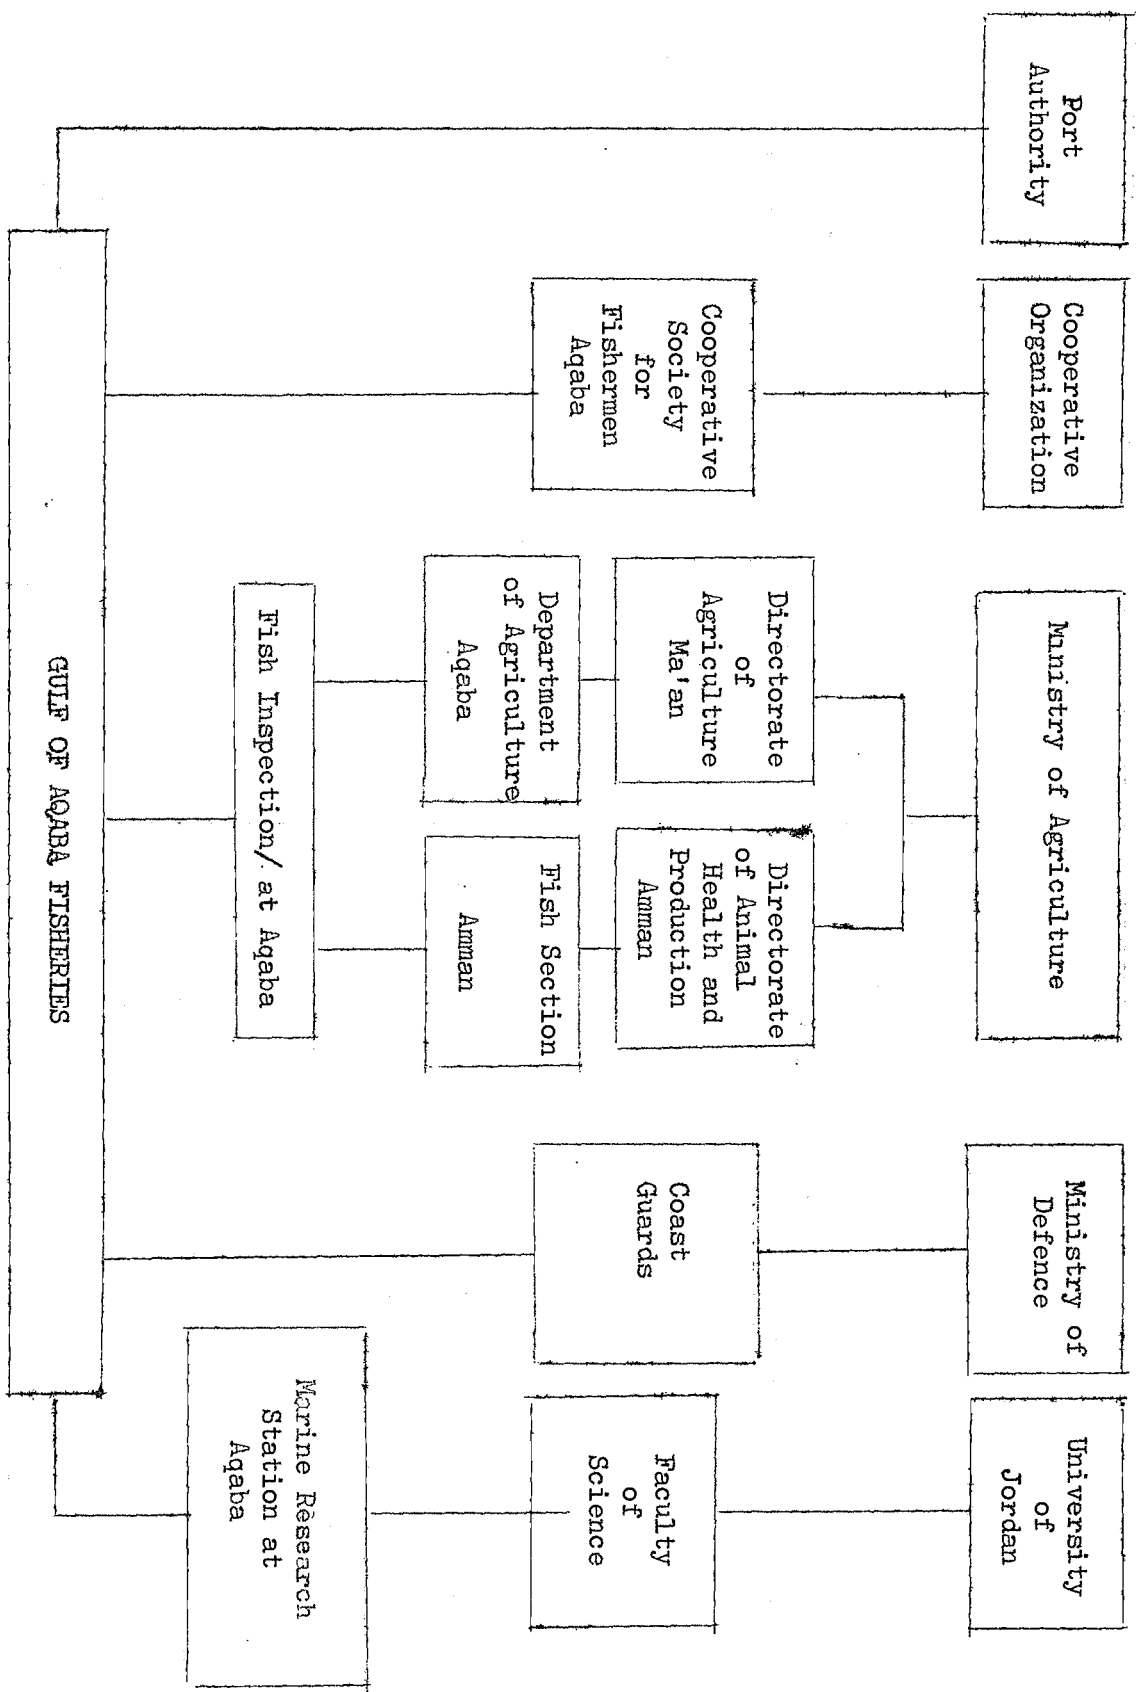 Port
Authority
Cooperative
Organization
Ministry of Agriculture
Ministry of
Defence
University
of
Jordan
Cooperative
Society
for
Fishermen
Aqaba
Directorate
of
Agriculture
Ma'an
Directorate
of Animal
Health and
Production
Amman
Coast
Guards
Faculty
of
Science
Department
of Agriculture
Aqaba
Fish Section
Amman
Fish Inspection/ at Aqaba
Marine Research
Station at
Aqaba
GULF OF AQABA FISHERIES